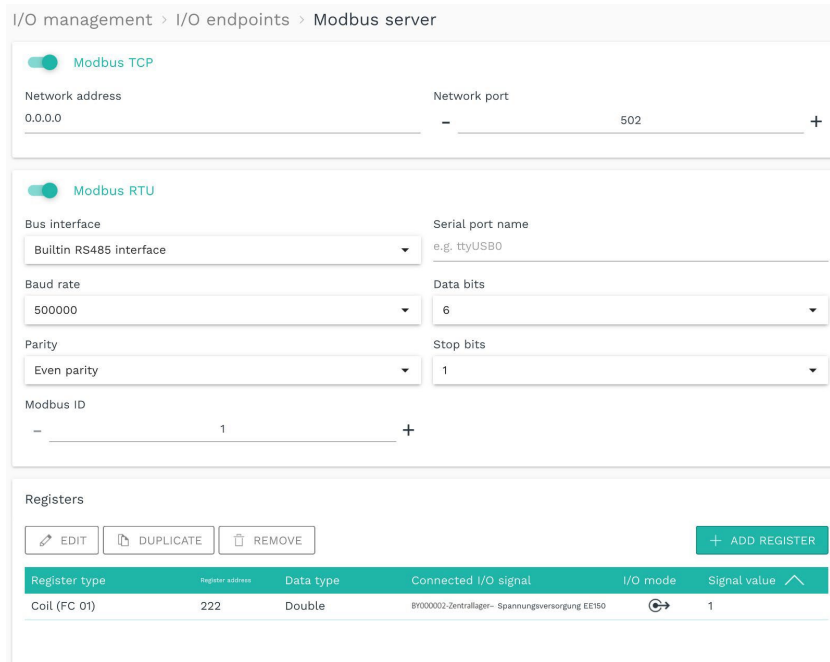 I/O management > I/O endpoints > Modbus server
Modbus TCP
Network address
Network port
0.0.0.0
- 502 +
Modbus RTU
Bus interface
Serial port name
Builtin RS485 interface
e.g. ttyUSB0
Baud rate
Data bits
500000
6
Parity
Stop bits
Even parity
1
Modbus ID
- 1 +
Registers
EDIT
DUPLICATE
REMOVE
+ ADD REGISTER
Register type Register address Data type Connected I/O signal I/O mode Signal value
Coil (FC 01) 222 Double BY000002-Zentrallager– Spannungsversorgung EE150 1